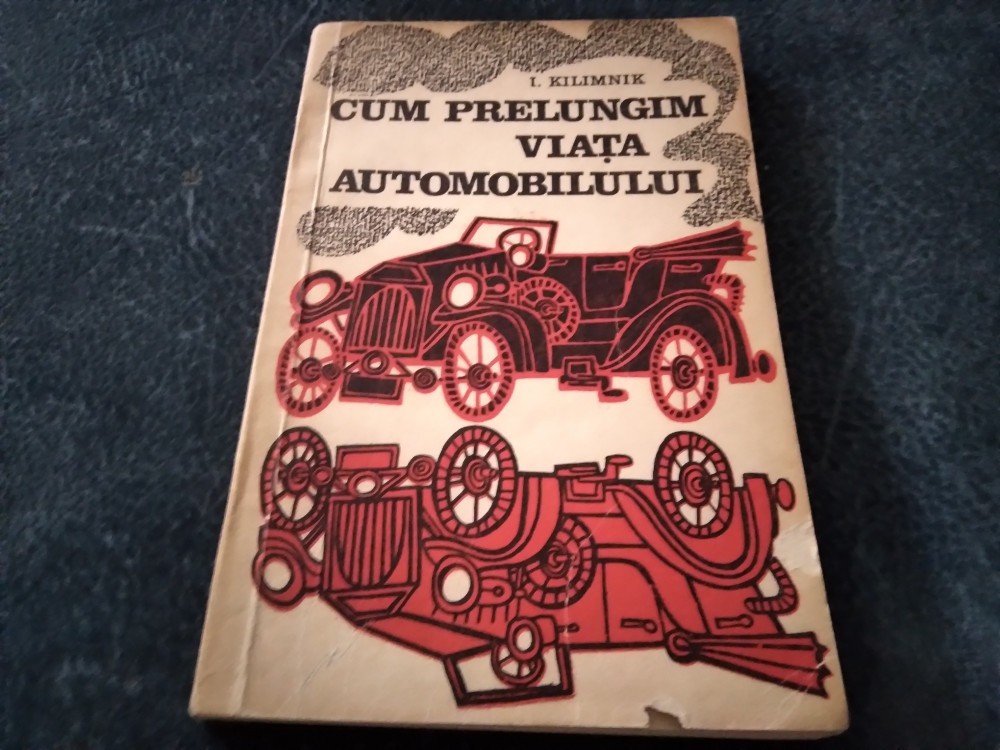 I. KILIMNIK
CUM PRELUNGIM
VIAȚA
AUTOMOBILULUI